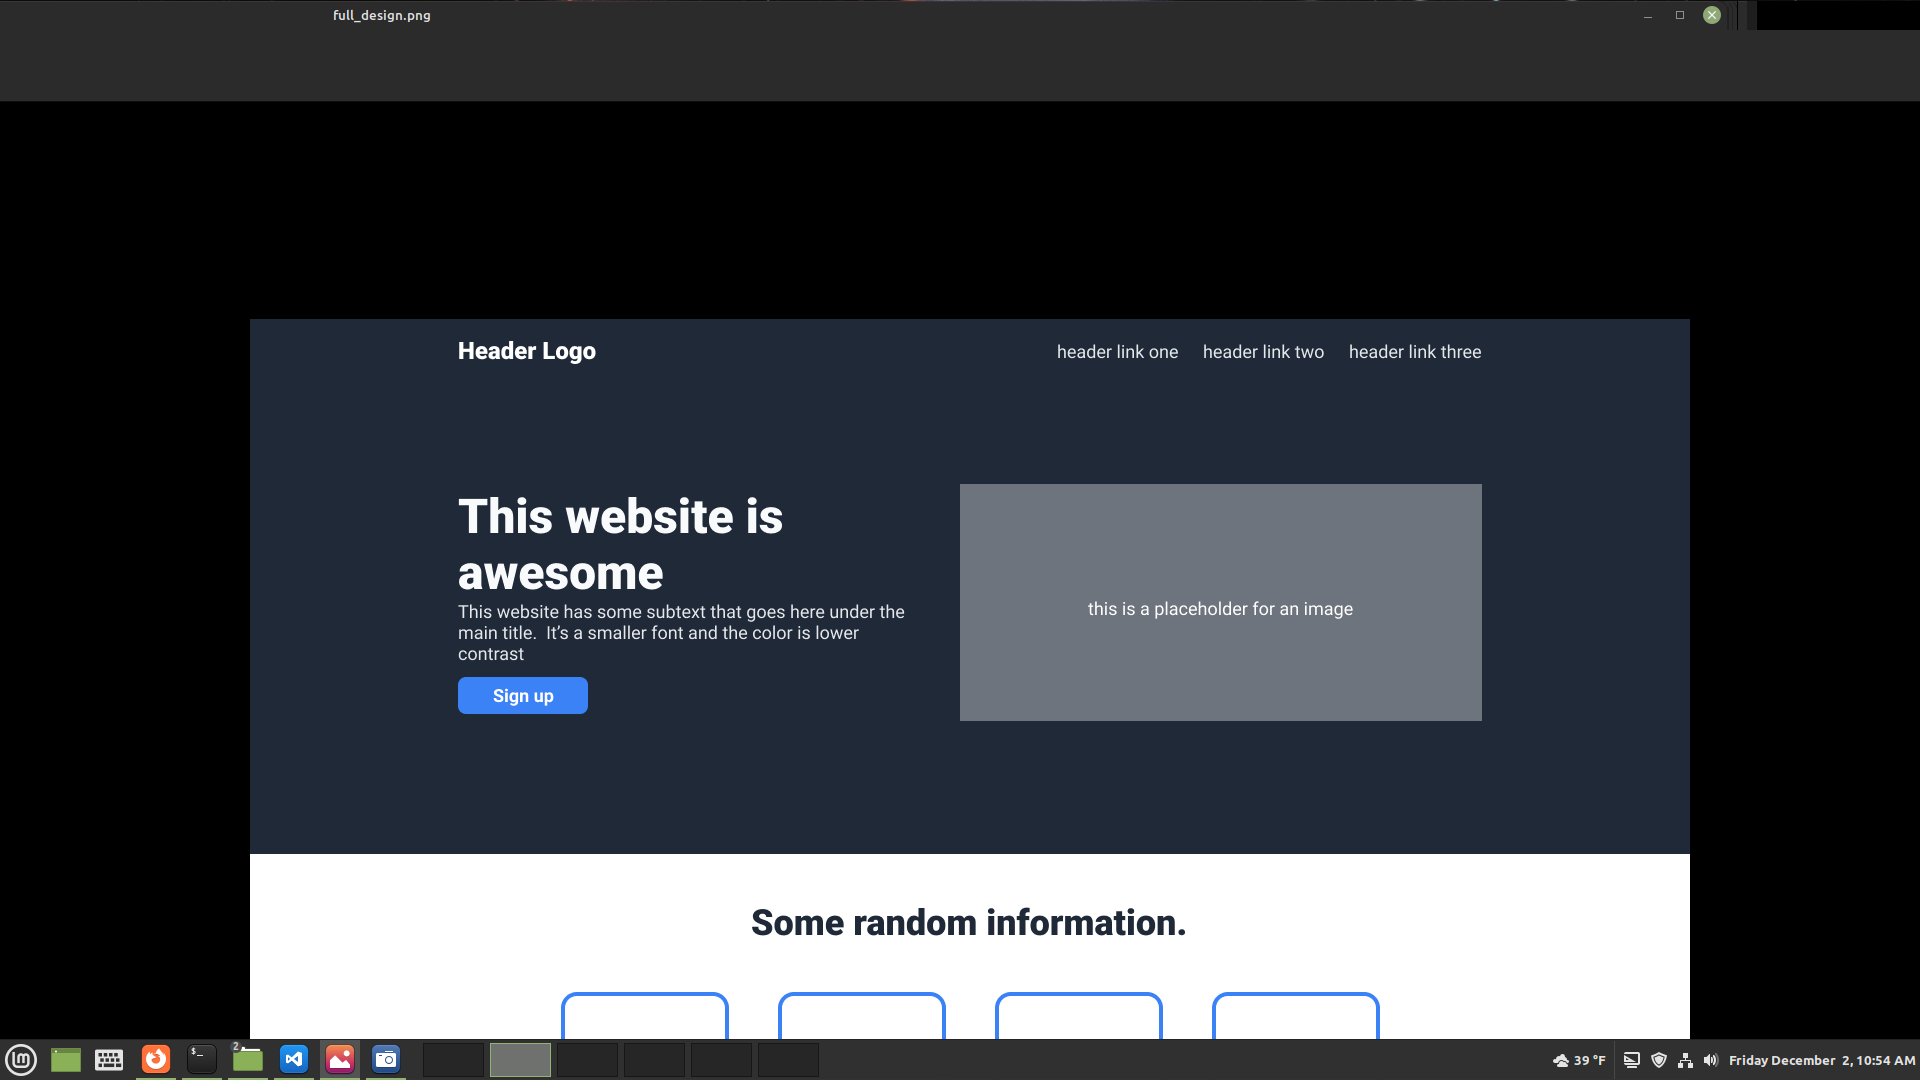 full_design.png
Header Logo
header link one
header link two
header link three
This website is
awesome
This website has some subtext that goes here under the
main title.  It’s a smaller font and the color is lower
contrast
Sign up
this is a placeholder for an image
Some random information.
$_
2
39 °F
Friday December  2, 10:54 AM